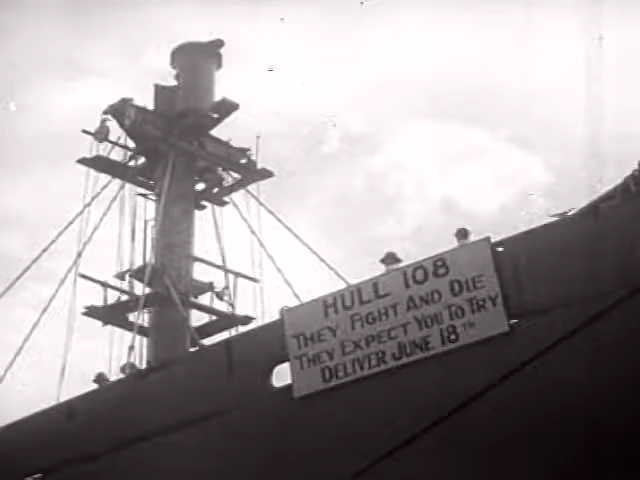 HULL 108
THEY FIGHT AND DIE
THEY EXPECT YOU TO TRY
DELIVER JUNE 18TH